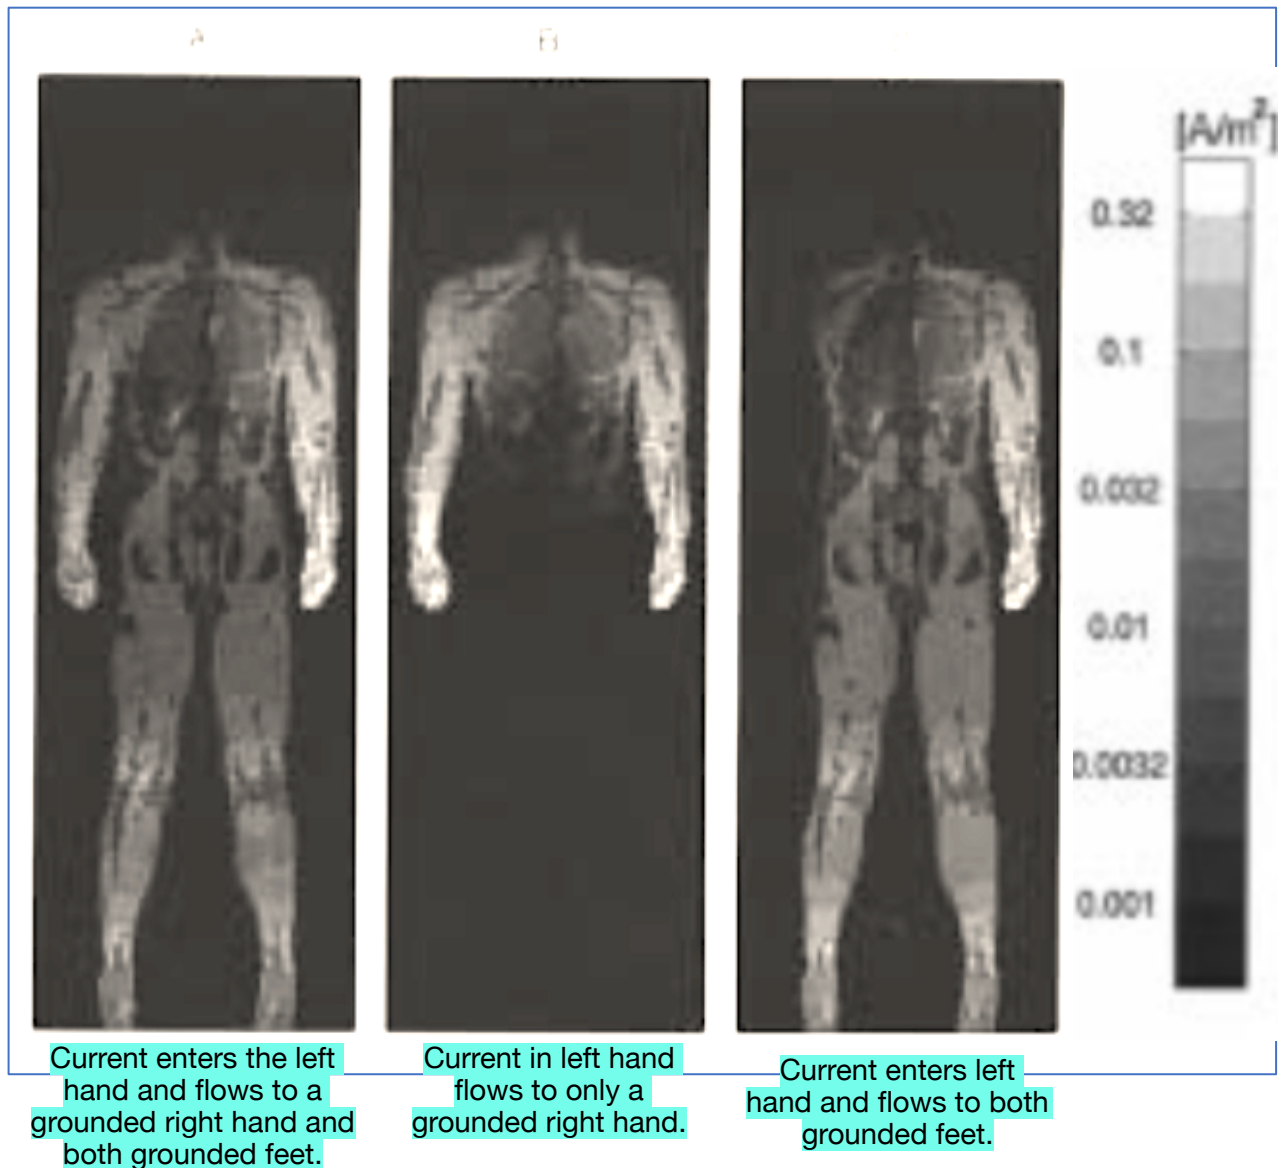 A
B
[A/m²]
0.32
0.1
0.032
0.01
0.0032
0.001
Current enters the left
hand and flows to a
grounded right hand and
both grounded feet.
Current in left hand
flows to only a
grounded right hand.
Current enters left
hand and flows to both
grounded feet.